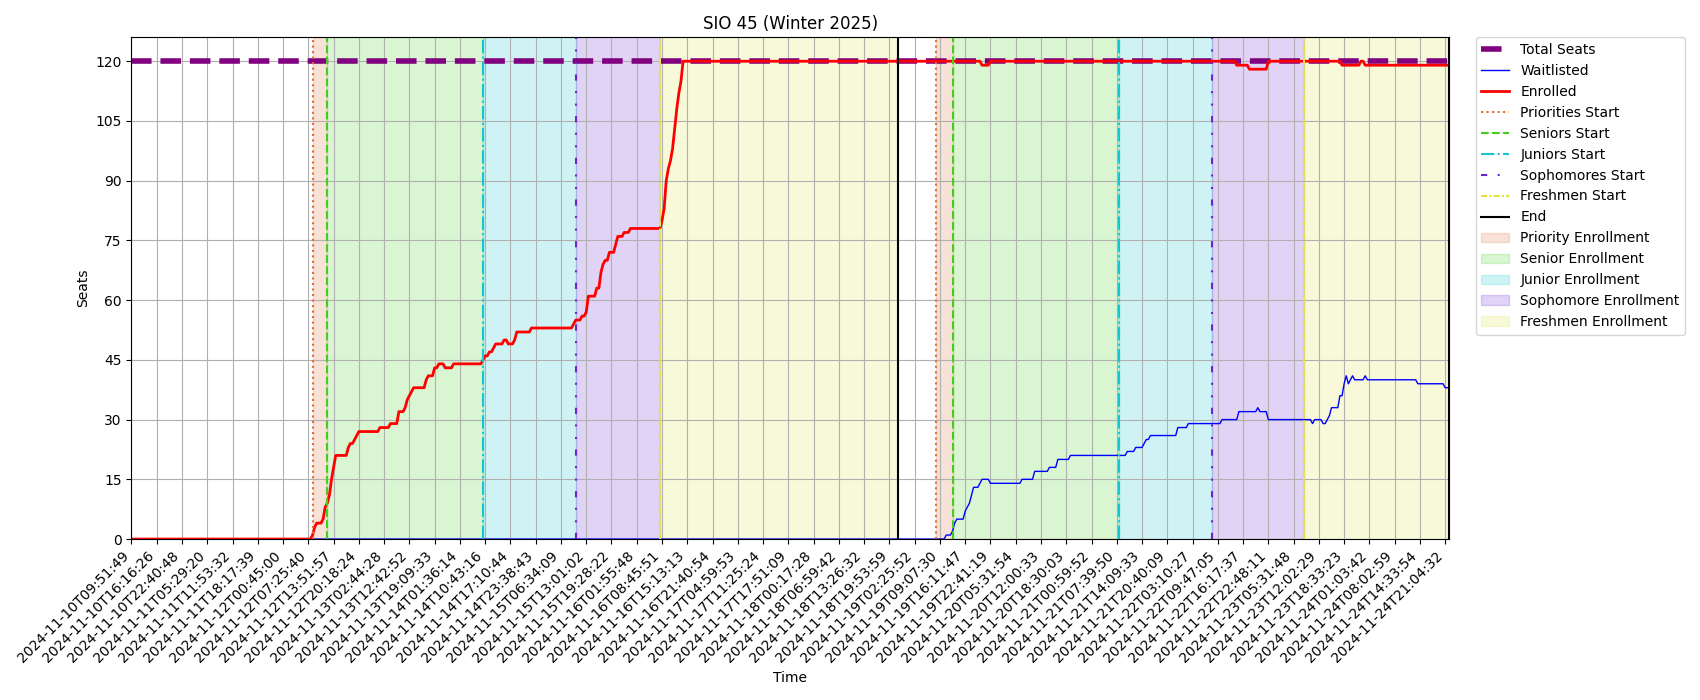 SIO 45 (Winter 2025)
Seats
120
105
90
75
60
45
30
15
0
2024-11-10T09:51:49
2024-11-10T16:16:26
2024-11-10T22:40:48
2024-11-11T05:29:20
2024-11-11T11:53:32
2024-11-11T18:17:39
2024-11-12T00:45:00
2024-11-12T07:25:40
2024-11-12T13:51:57
2024-11-12T20:18:24
2024-11-13T02:44:28
2024-11-13T12:42:52
2024-11-13T19:09:33
2024-11-14T01:36:14
2024-11-14T10:43:16
2024-11-14T17:10:44
2024-11-14T23:38:43
2024-11-15T06:34:09
2024-11-15T13:01:02
2024-11-15T19:28:22
2024-11-16T01:55:48
2024-11-16T08:45:51
2024-11-16T15:13:13
2024-11-16T21:40:54
2024-11-17T04:59:53
2024-11-17T11:25:24
2024-11-17T17:51:09
2024-11-18T00:17:28
2024-11-18T06:59:42
2024-11-18T13:26:32
2024-11-18T19:53:59
2024-11-19T02:25:52
2024-11-19T09:07:30
2024-11-19T16:11:47
2024-11-19T22:41:19
2024-11-20T05:31:54
2024-11-20T12:00:33
2024-11-20T18:30:03
2024-11-21T00:59:52
2024-11-21T07:39:50
2024-11-21T14:09:33
2024-11-21T20:40:09
2024-11-22T03:10:27
2024-11-22T09:47:05
2024-11-22T16:17:37
2024-11-22T22:48:11
2024-11-23T05:31:48
2024-11-23T12:02:29
2024-11-23T18:33:23
2024-11-24T01:03:42
2024-11-24T08:02:59
2024-11-24T14:33:54
2024-11-24T21:04:32
Time
Total Seats
Waitlisted
Enrolled
Priorities Start
Seniors Start
Juniors Start
Sophomores Start
Freshmen Start
End
Priority Enrollment
Senior Enrollment
Junior Enrollment
Sophomore Enrollment
Freshmen Enrollment